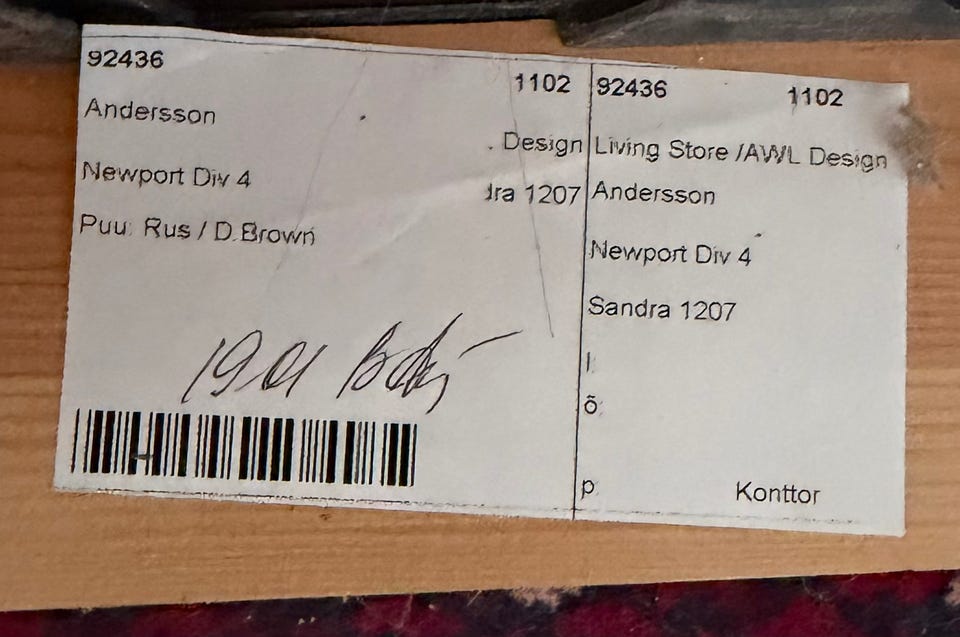 92436
1102
Andersson
. Design
Newport Div 4
dra 1207
Puu: Rus / D.Brown
1901
92436 1102
Living Store /AWL Design
Andersson
Newport Div 4
Sandra 1207
l:
õ:
p: Konttor